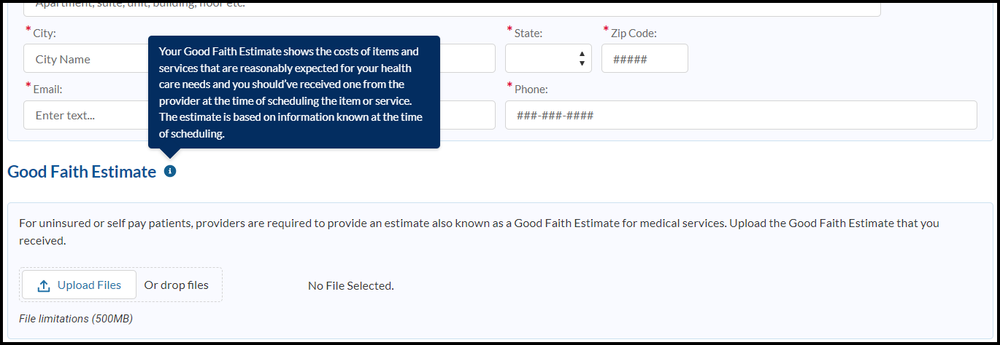 Apartment, suite, unit, building, floor etc.
* City:
* State:
* Zip Code:
City Name
#####
Your Good Faith Estimate shows the costs of items and
services that are reasonably expected for your health
care needs and you should’ve received one from the
provider at the time of scheduling the item or service.
The estimate is based on information known at the time
of scheduling.
* Email:
* Phone:
Enter text...
###-###-####
Good Faith Estimate
For uninsured or self pay patients, providers are required to provide an estimate also known as a Good Faith Estimate for medical services. Upload the Good Faith Estimate that you
received.
Upload Files Or drop files No File Selected.
File limitations (500MB)